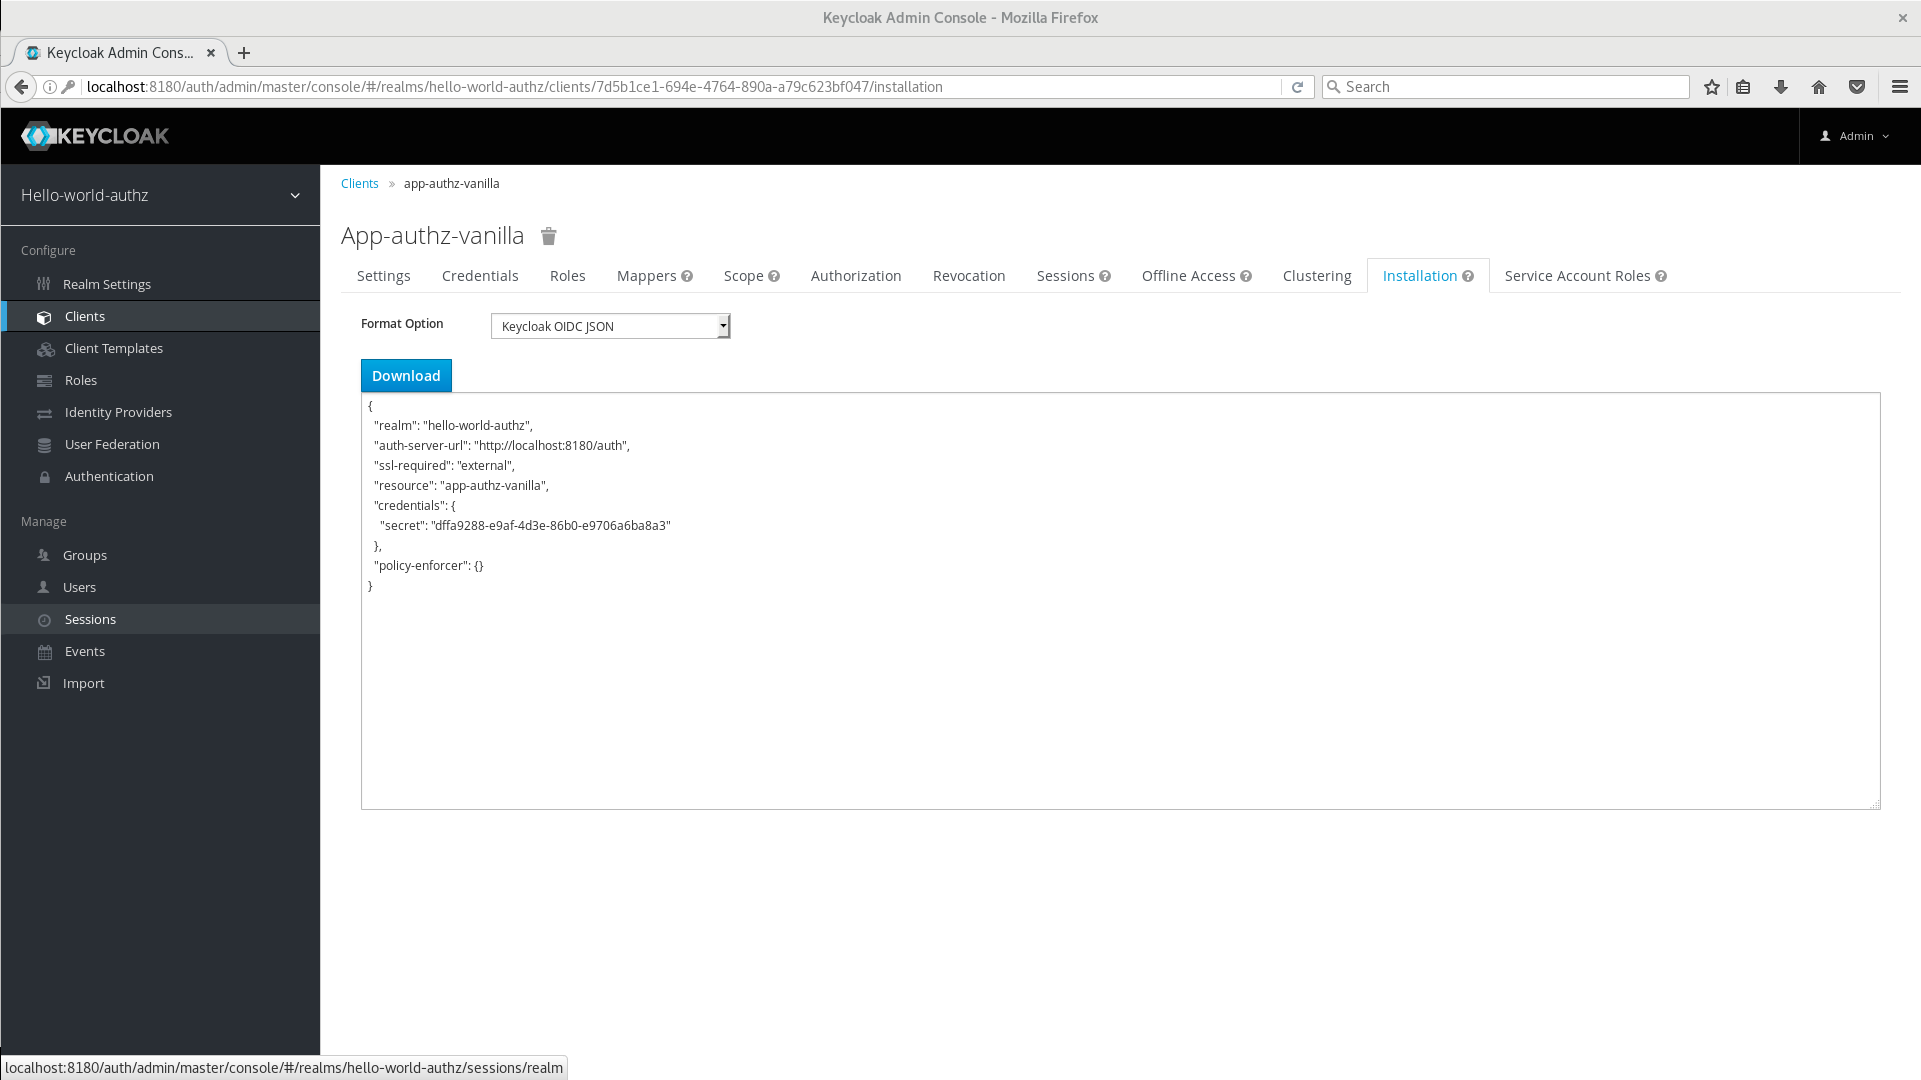 Keycloak Admin Console - Mozilla Firefox
Keycloak Admin Cons...
localhost:8180/auth/admin/master/console/#/realms/hello-world-authz/clients/7d5b1ce1-694e-4764-890a-a79c623bf047/installation
Search
KEYCLOAK
Admin
Hello-world-authz
Configure
Realm Settings
Clients
Client Templates
Roles
Identity Providers
User Federation
Authentication
Manage
Groups
Users
Sessions
Events
Import
Clients » app-authz-vanilla
App-authz-vanilla
Settings Credentials Roles Mappers Scope Authorization Revocation Sessions Offline Access Clustering Installation Service Account Roles
Format Option Keycloak OIDC JSON
Download
{
"realm": "hello-world-authz",
"auth-server-url": "http://localhost:8180/auth",
"ssl-required": "external",
"resource": "app-authz-vanilla",
"credentials": {
"secret": "dffa9288-e9af-4d3e-86b0-e9706a6ba8a3"
},
"policy-enforcer": {}
}
localhost:8180/auth/admin/master/console/#/realms/hello-world-authz/sessions/realm